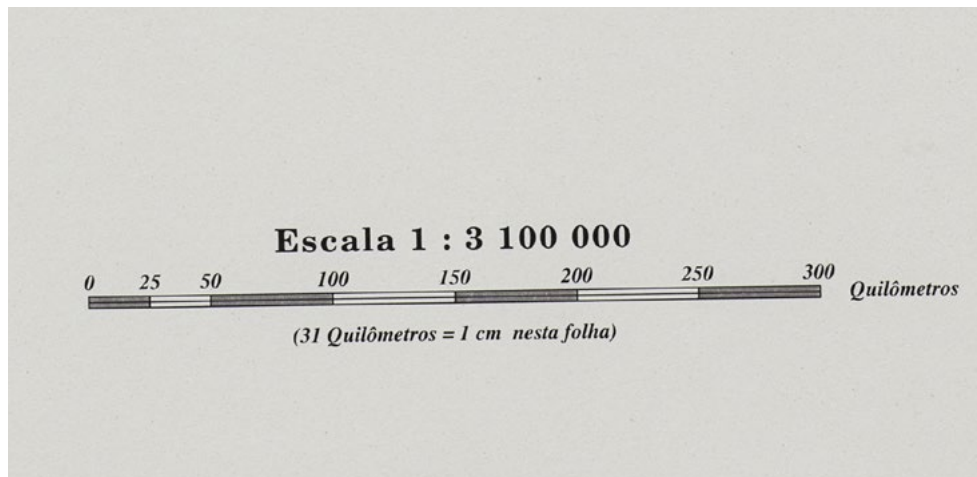 Escala 1 : 3 100 000
0 25 50 100 150 200 250 300 Quilômetros
(31 Quilômetros = 1 cm nesta folha)